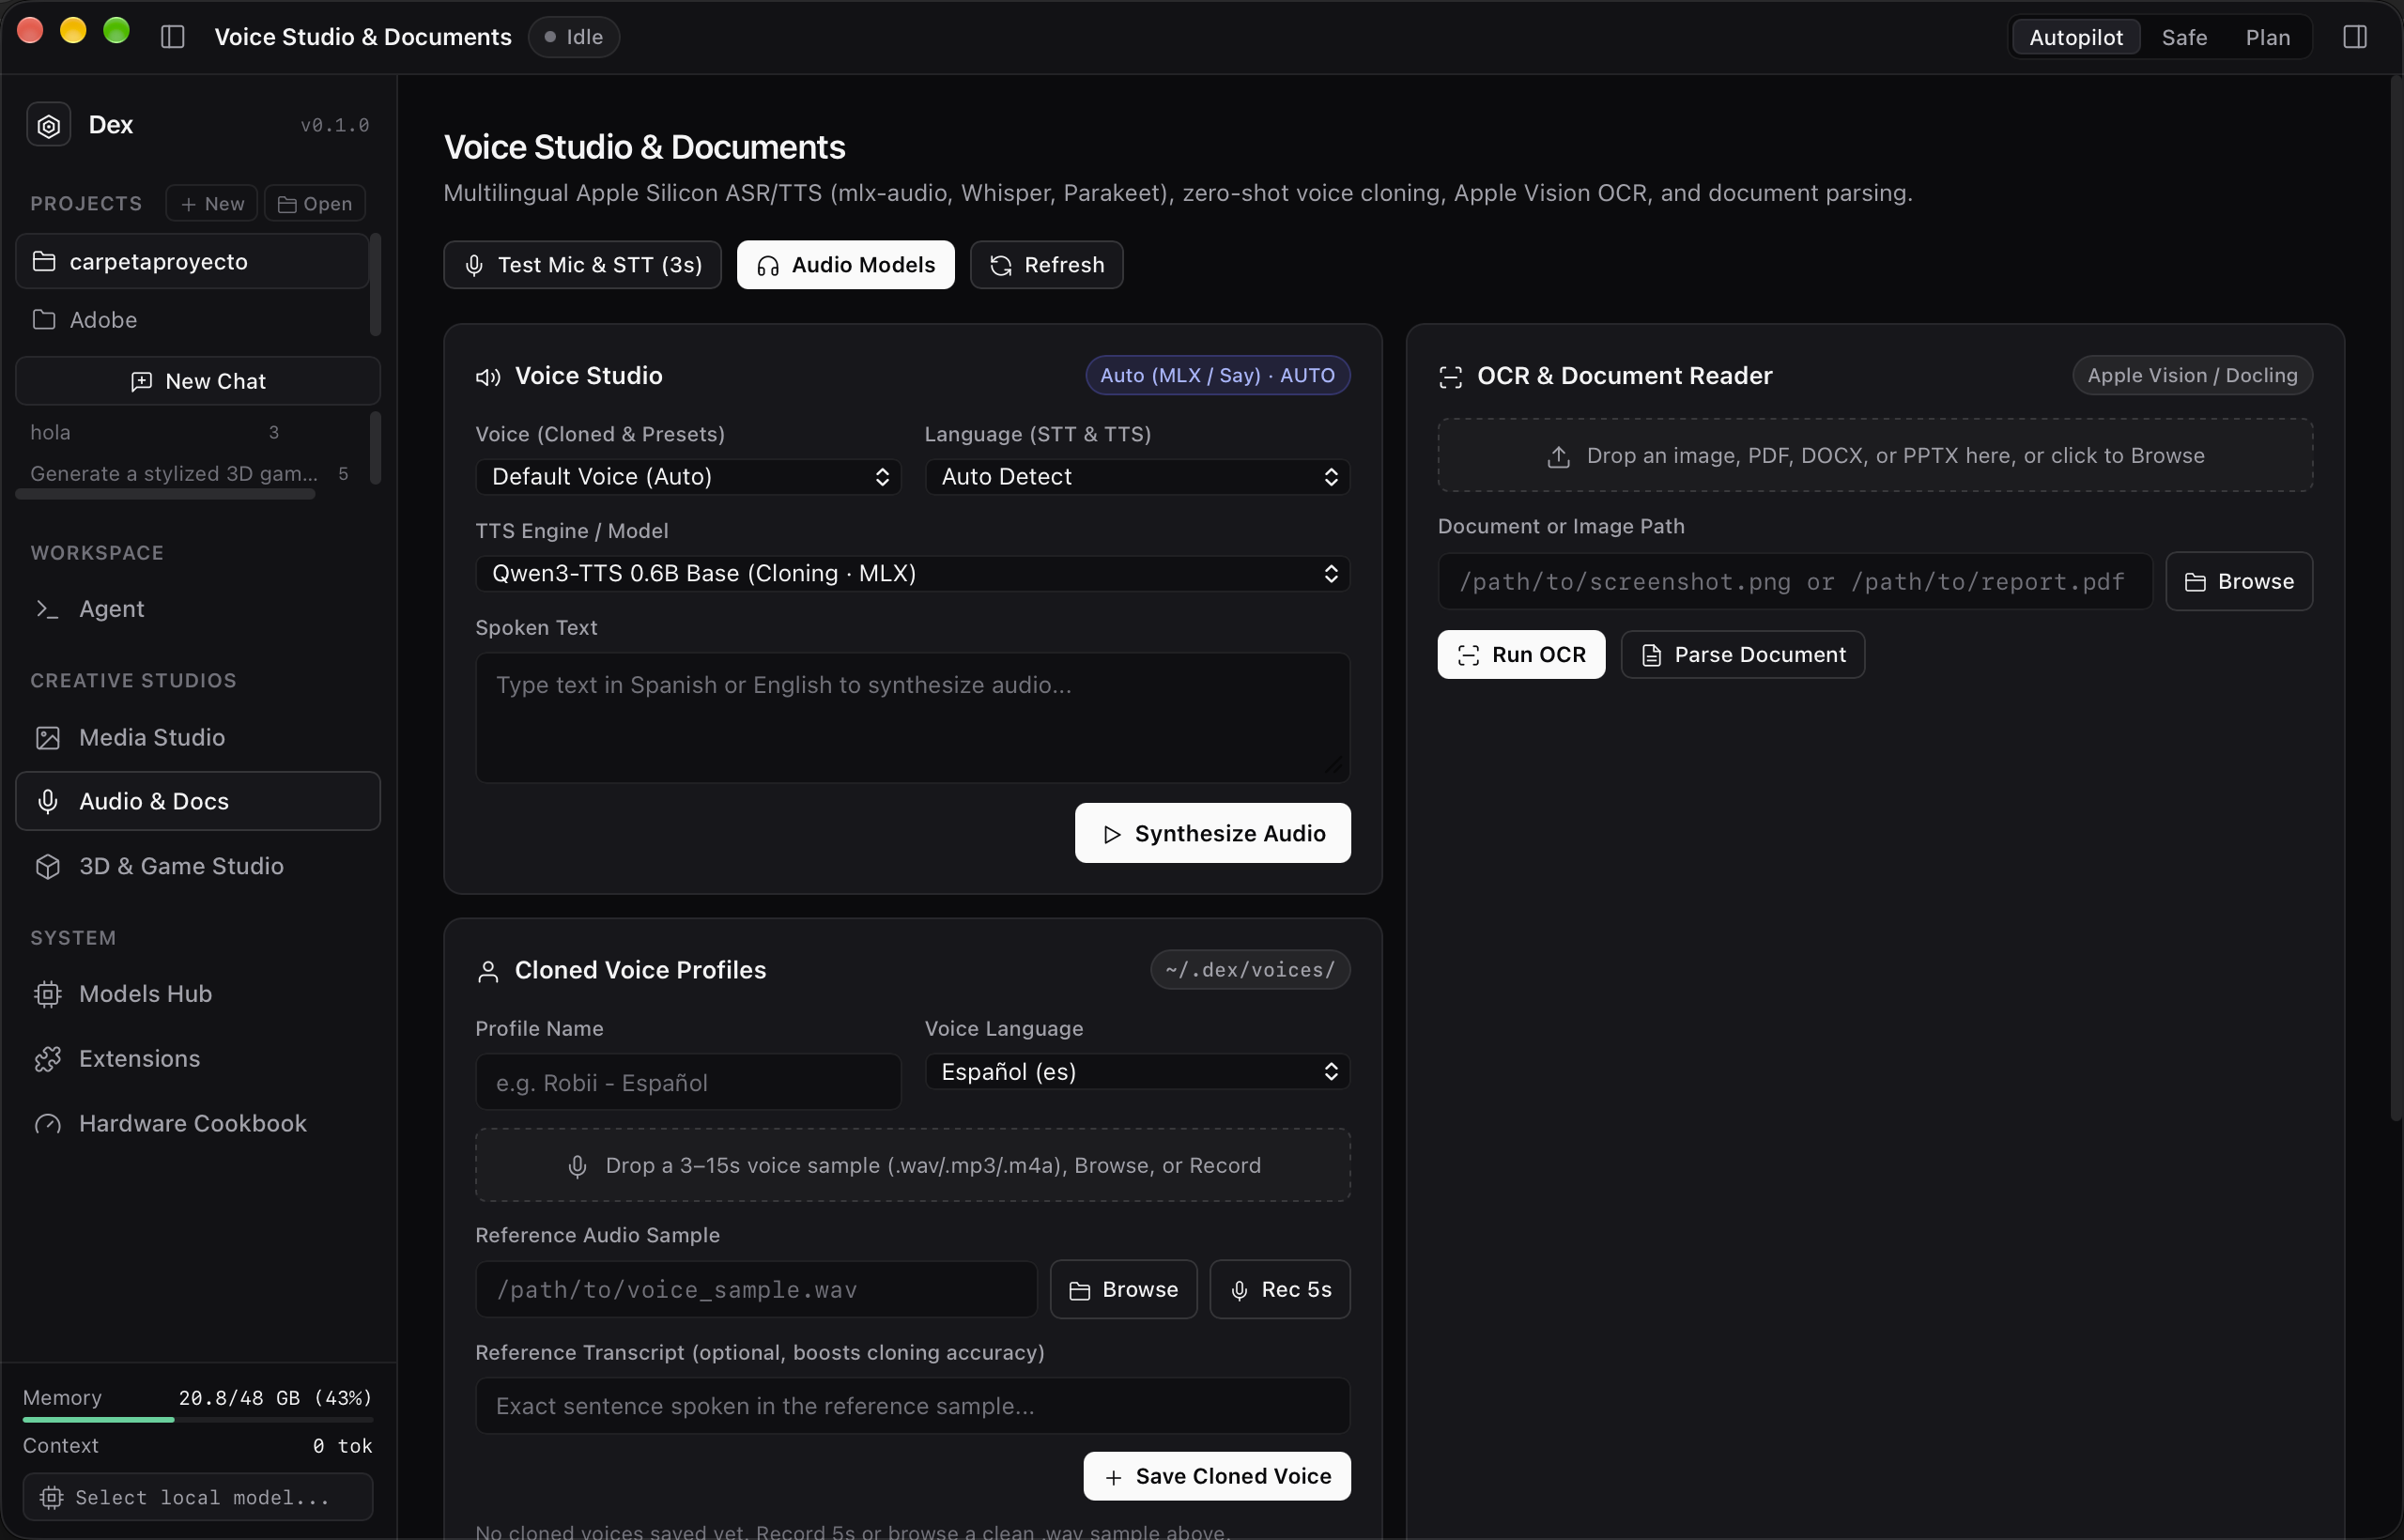 Voice Studio & Documents
Idle
Autopilot
Safe
Plan
Dex
v0.1.0
PROJECTS
New
Open
carpetaproyecto
Adobe
New Chat
hola 3
Generate a stylized 3D gam... 5
WORKSPACE
Agent
CREATIVE STUDIOS
Media Studio
Audio & Docs
3D & Game Studio
SYSTEM
Models Hub
Extensions
Hardware Cookbook
Memory 20.8/48 GB (43%)
Context 0 tok
Select local model...
Voice Studio & Documents
Multilingual Apple Silicon ASR/TTS (mlx-audio, Whisper, Parakeet), zero-shot voice cloning, Apple Vision OCR, and document parsing.
Test Mic & STT (3s)
Audio Models
Refresh
Voice Studio
Auto (MLX / Say) · AUTO
Voice (Cloned & Presets)
Language (STT & TTS)
Default Voice (Auto)
Auto Detect
TTS Engine / Model
Qwen3-TTS 0.6B Base (Cloning · MLX)
Spoken Text
Type text in Spanish or English to synthesize audio...
Synthesize Audio
Cloned Voice Profiles
~/.dex/voices/
Profile Name
Voice Language
e.g. Robii - Español
Español (es)
Drop a 3–15s voice sample (.wav/.mp3/.m4a), Browse, or Record
Reference Audio Sample
/path/to/voice_sample.wav
Browse
Rec 5s
Reference Transcript (optional, boosts cloning accuracy)
Exact sentence spoken in the reference sample...
Save Cloned Voice
No cloned voices saved yet. Record 5s or browse a clean .wav sample above.
OCR & Document Reader
Apple Vision / Docling
Drop an image, PDF, DOCX, or PPTX here, or click to Browse
Document or Image Path
/path/to/screenshot.png or /path/to/report.pdf
Browse
Run OCR
Parse Document